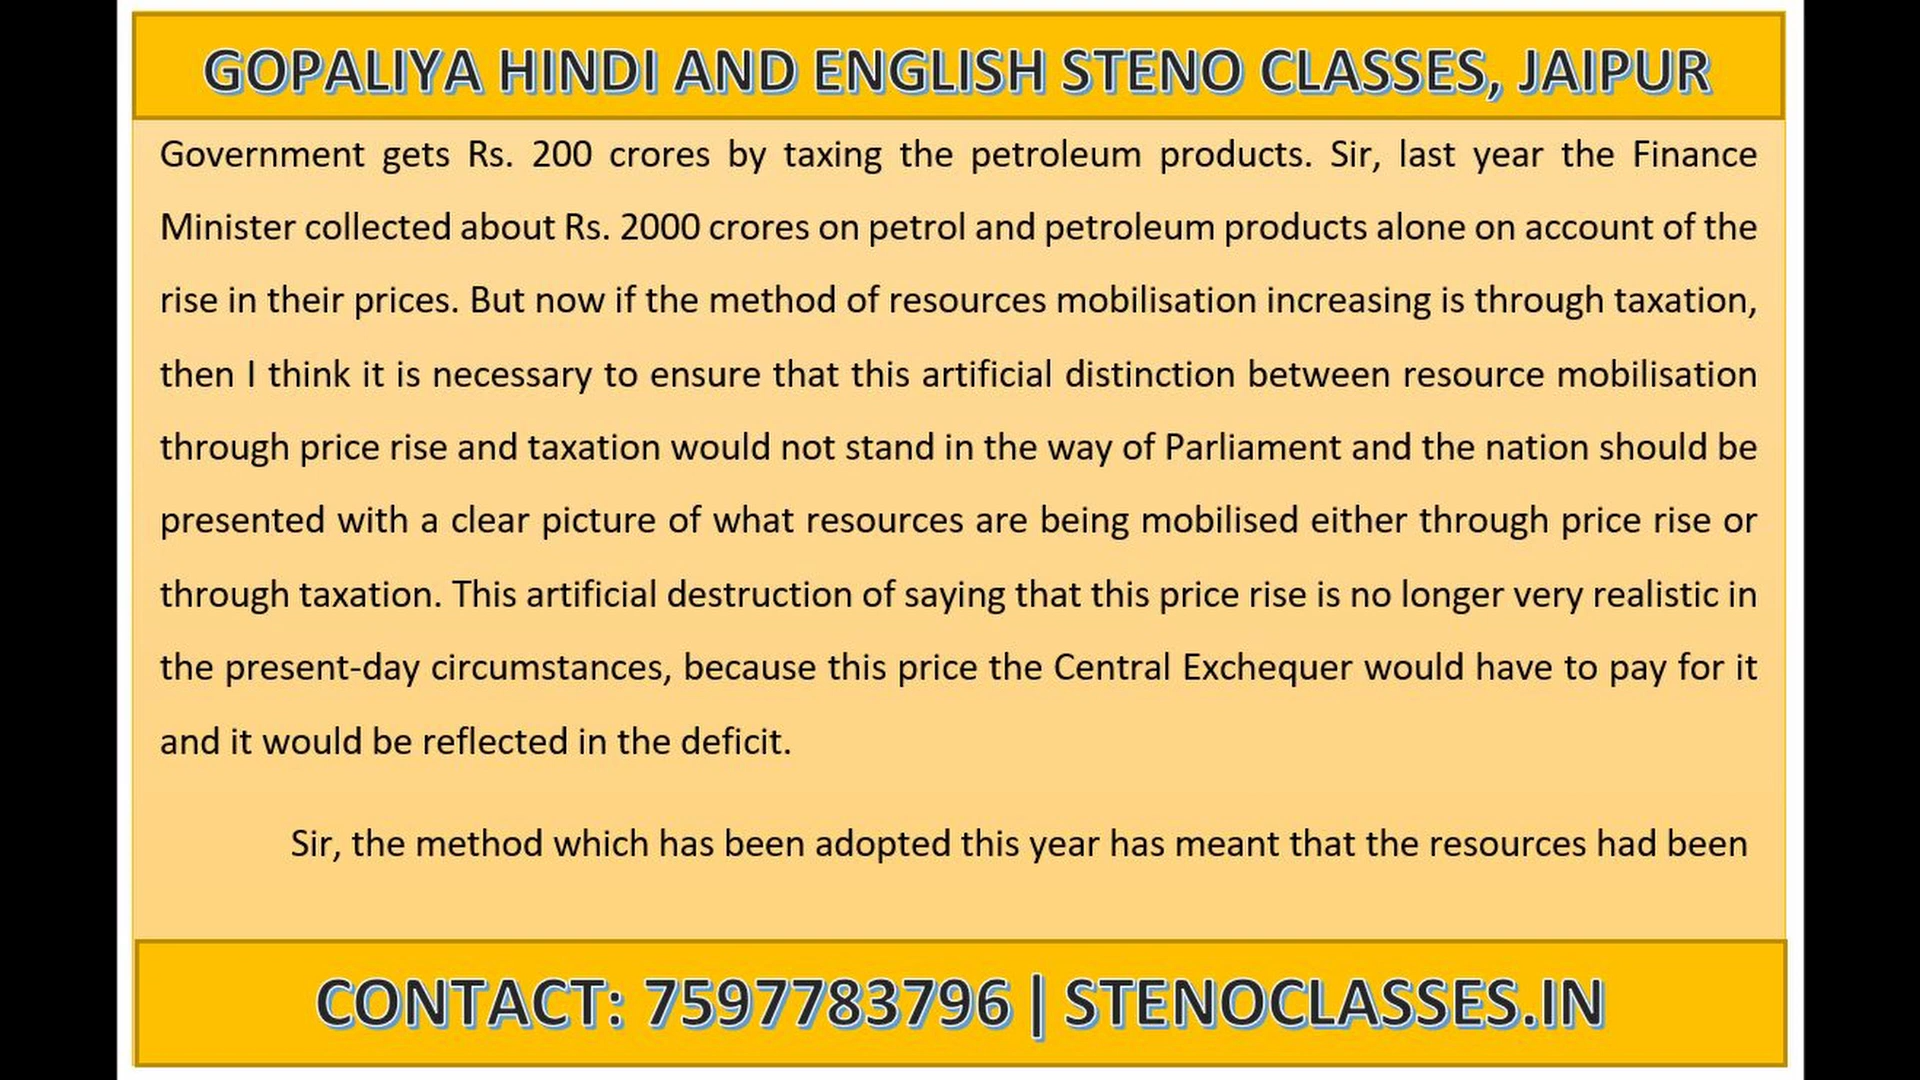 GOPALIYA HINDI AND ENGLISH STENO CLASSES, JAIPUR
Government gets Rs. 200 crores by taxing the petroleum products. Sir, last year the Finance
Minister collected about Rs. 2000 crores on petrol and petroleum products alone on account of the
rise in their prices. But now if the method of resources mobilisation increasing is through taxation,
then I think it is necessary to ensure that this artificial distinction between resource mobilisation
through price rise and taxation would not stand in the way of Parliament and the nation should be
presented with a clear picture of what resources are being mobilised either through price rise or
through taxation. This artificial destruction of saying that this price rise is no longer very realistic in
the present-day circumstances, because this price the Central Exchequer would have to pay for it
and it would be reflected in the deficit.
Sir, the method which has been adopted this year has meant that the resources had been
CONTACT: 7597783796 | STENOCLASSES.IN